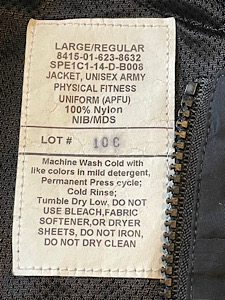 LARGE/REGULAR
8415-01-623-8632
SPE1C1-14-D-B008
JACKET, UNISEX ARMY
PHYSICAL FITNESS
UNIFORM (APFU)
100% Nylon
NIB/MDS
LOT # 10C
Machine Wash Cold with
like colors in mild detergent,
Permanent Press cycle;
Cold Rinse;
Tumble Dry Low, DO NOT
USE BLEACH,FABRIC
SOFTENER,OR DRYER
SHEETS, DO NOT IRON,
DO NOT DRY CLEAN